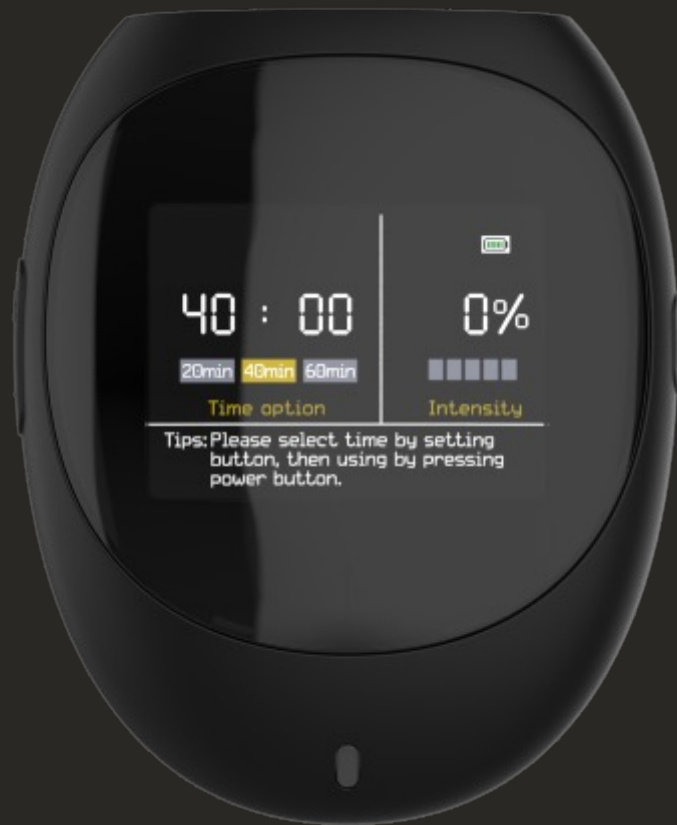 40 : 00
0%
20min 40min 60min
Time option
Intensity
Tips: Please select time by setting
button, then using by pressing
power button.